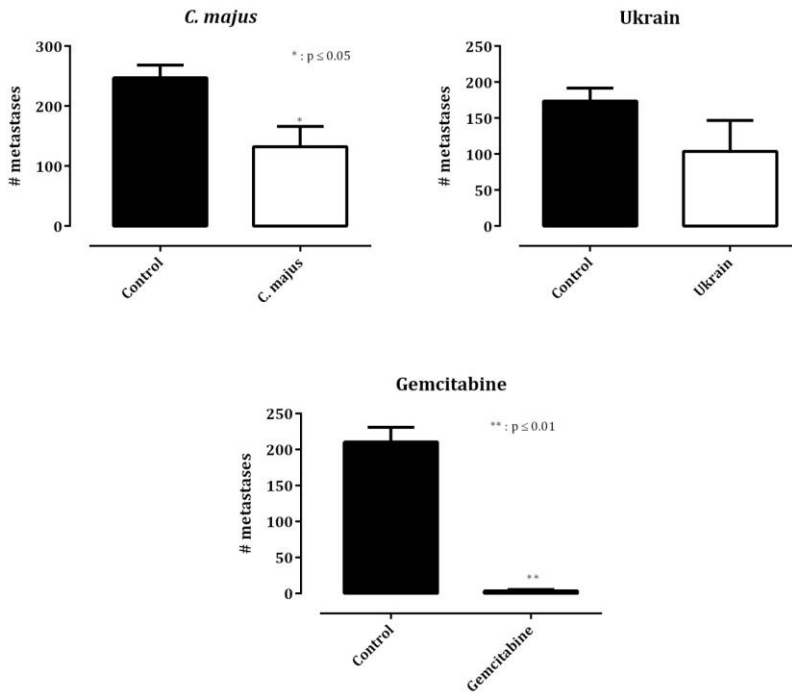 C. majus
* : p ≤ 0.05
# metastases
300
200
100
0
Control
C. majus
Ukrain
# metastases
250
200
150
100
50
0
Control
Ukrain
Gemcitabine
** : p ≤ 0.01
# metastases
250
200
150
100
50
0
Control
Gemcitabine
*
**